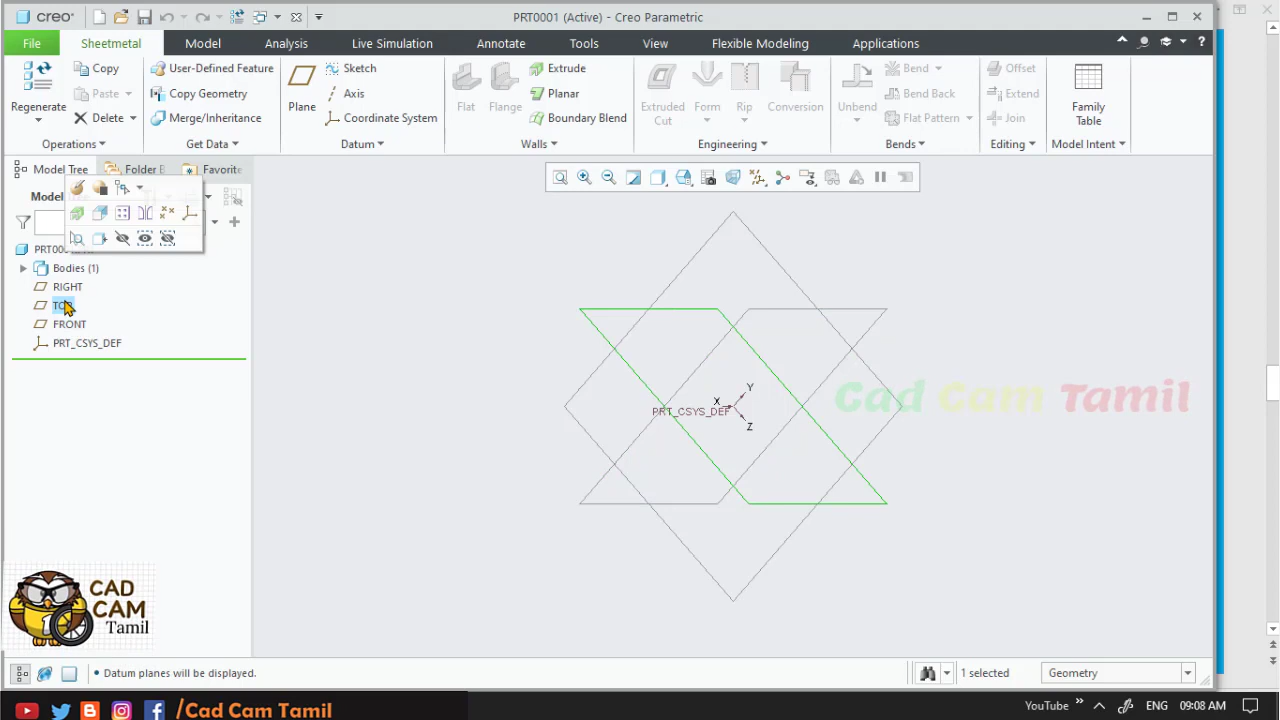 creo
PRT0001 (Active) - Creo Parametric
File
Sheetmetal
Model
Analysis
Live Simulation
Annotate
Tools
View
Flexible Modeling
Applications
Regenerate
Copy
Paste
Delete
Operations
User-Defined Feature
Copy Geometry
Merge/Inheritance
Get Data
Plane
Sketch
Axis
Coordinate System
Datum
Flat
Flange
Extrude
Planar
Boundary Blend
Walls
Extruded Cut
Form
Rip
Conversion
Engineering
Unbend
Bend
Bend Back
Flat Pattern
Bends
Offset
Extend
Join
Editing
Family Table
Model Intent
Model Tree
Folder B
Favorite
Bodies (1)
RIGHT
TOP
FRONT
PRT_CSYS_DEF
X
Y
Z
PRT_CSYS_DEF
Cad Cam Tamil
CAD
CAM
Tamil
Datum planes will be displayed.
1 selected
Geometry
/Cad Cam Tamil
YouTube
ENG
09:08 AM